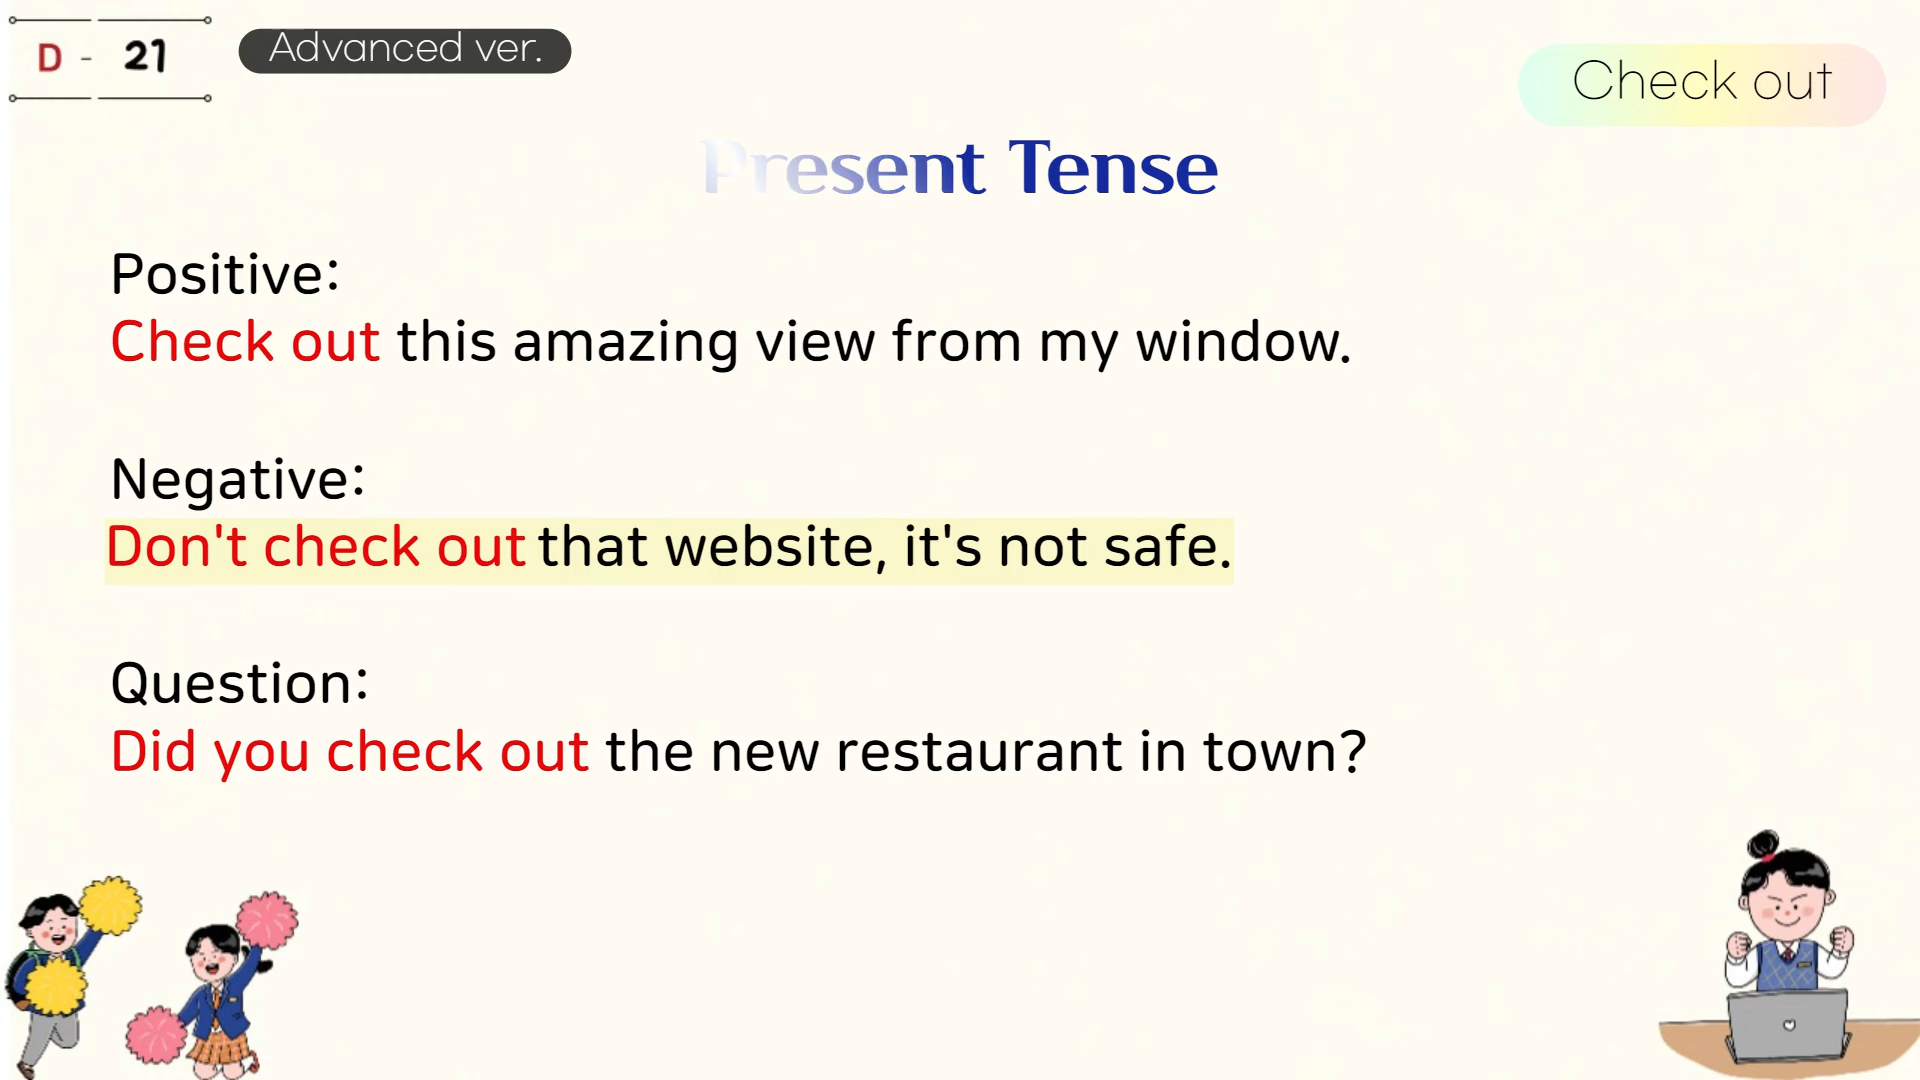 D - 21
Advanced ver.
Check out
Present Tense
Positive:
Check out this amazing view from my window.
Negative:
Don't check out that website, it's not safe.
Question:
Did you check out the new restaurant in town?